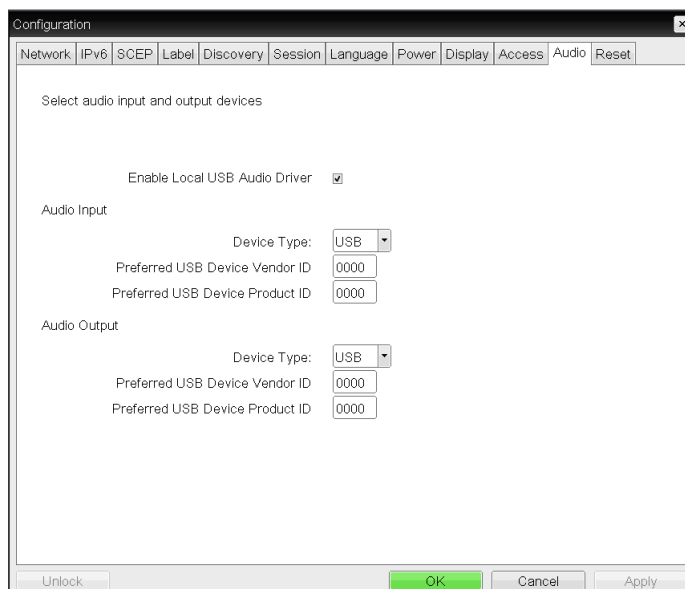 Configuration
Network IPv6 SCEP Label Discovery Session Language Power Display Access Audio Reset
Select audio input and output devices
Enable Local USB Audio Driver
Audio Input
Device Type: USB
Preferred USB Device Vendor ID 0000
Preferred USB Device Product ID 0000
Audio Output
Device Type: USB
Preferred USB Device Vendor ID 0000
Preferred USB Device Product ID 0000
Unlock OK Cancel Apply